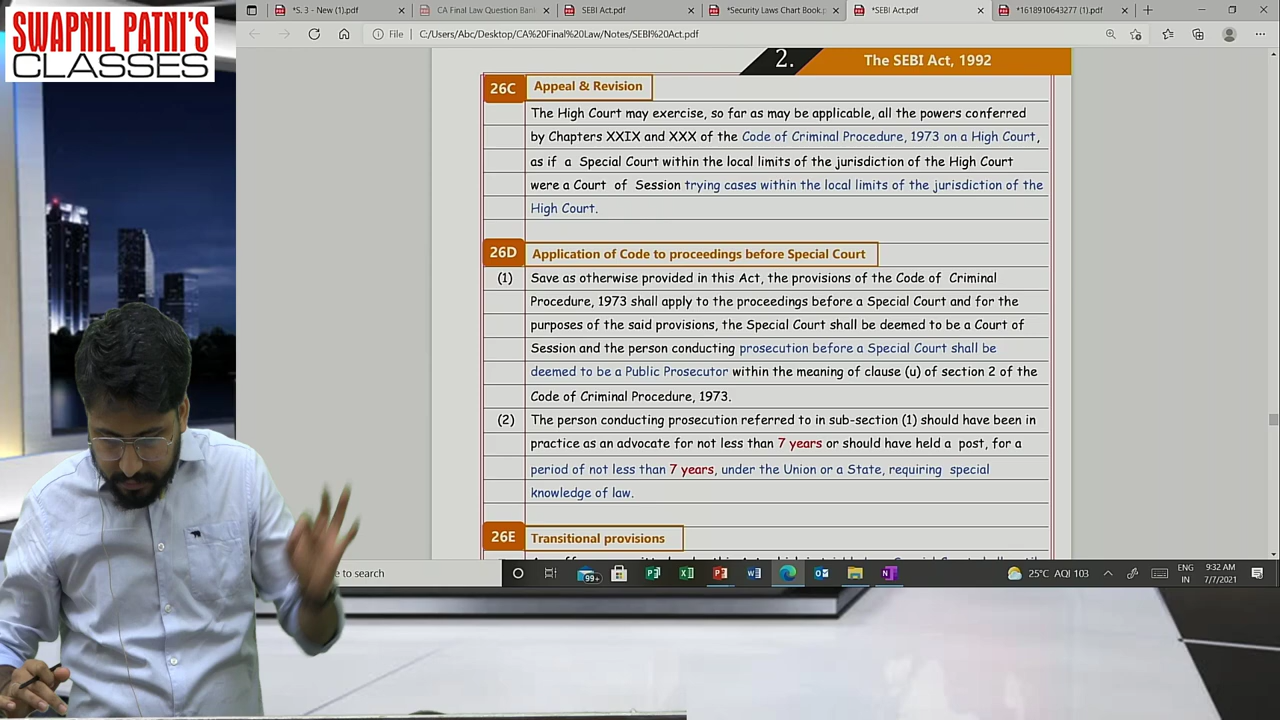 SWAPNIL PATNI'S
CLASSES
*S. 3 - New (1).pdf
CA Final Law Question Ban
SEBI Act.pdf
*Security Laws Chart Book.p
*SEBI Act.pdf
*1618910643277 (1).pdf
File
C:/Users/Abc/Desktop/CA%20Final%20Law/Notes/SEBI%20Act.pdf
2. The SEBI Act, 1992
26C Appeal & Revision
The High Court may exercise, so far as may be applicable, all the powers conferred
by Chapters XXIX and XXX of the Code of Criminal Procedure, 1973 on a High Court,
as if a Special Court within the local limits of the jurisdiction of the High Court
were a Court of Session trying cases within the local limits of the jurisdiction of the
High Court.
26D Application of Code to proceedings before Special Court
(1) Save as otherwise provided in this Act, the provisions of the Code of Criminal
Procedure, 1973 shall apply to the proceedings before a Special Court and for the
purposes of the said provisions, the Special Court shall be deemed to be a Court of
Session and the person conducting prosecution before a Special Court shall be
deemed to be a Public Prosecutor within the meaning of clause (u) of section 2 of the
Code of Criminal Procedure, 1973.
(2) The person conducting prosecution referred to in sub-section (1) should have been in
practice as an advocate for not less than 7 years or should have held a post, for a
period of not less than 7 years, under the Union or a State, requiring special
knowledge of law.
26E Transitional provisions
e to search
99+
25°C AQI 103
ENG
IN
9:32 AM
7/7/2021